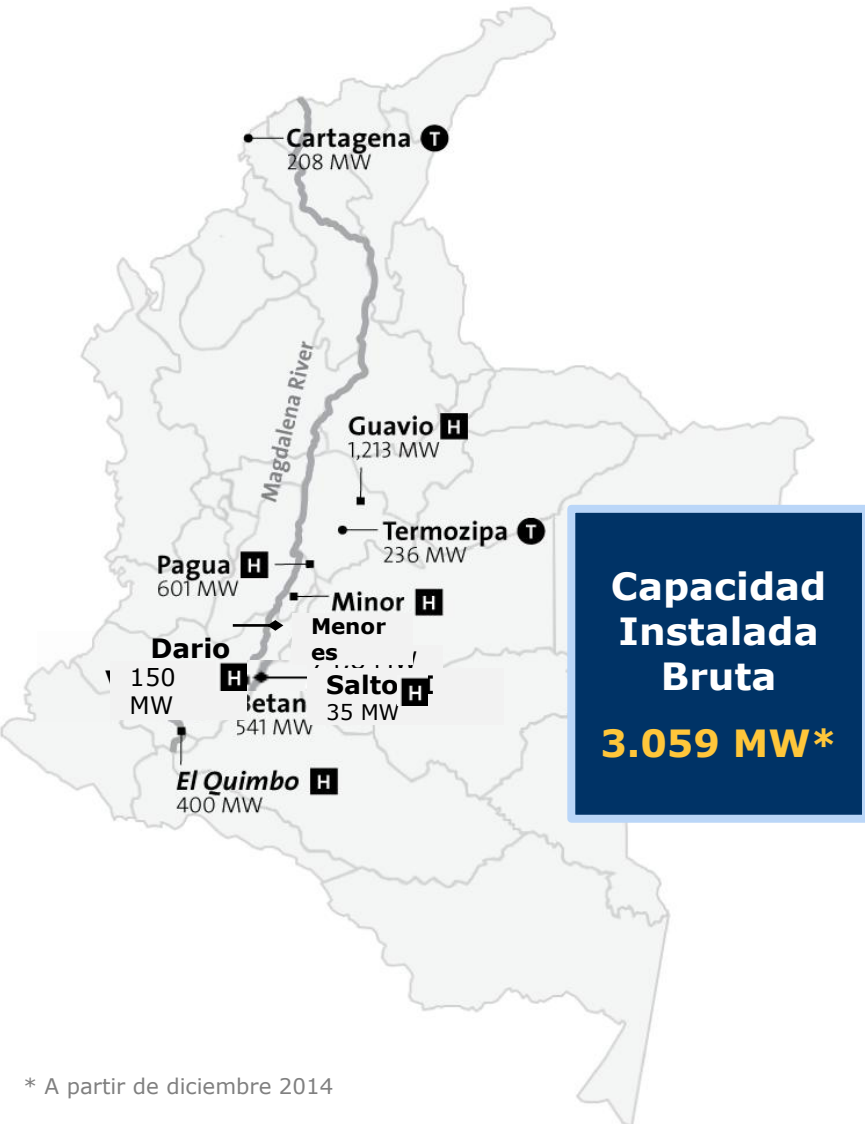 Cartagena T
208 MW
Magdalena River
Guavio H
1,213 MW
Termozipa T
236 MW
Pagua H
601 MW
Minor H
Menor
es
Dario
150 H
MW
Salto H
35 MW
Betan
541 MW
El Quimbo H
400 MW
Capacidad
Instalada
Bruta
3.059 MW*
* A partir de diciembre 2014